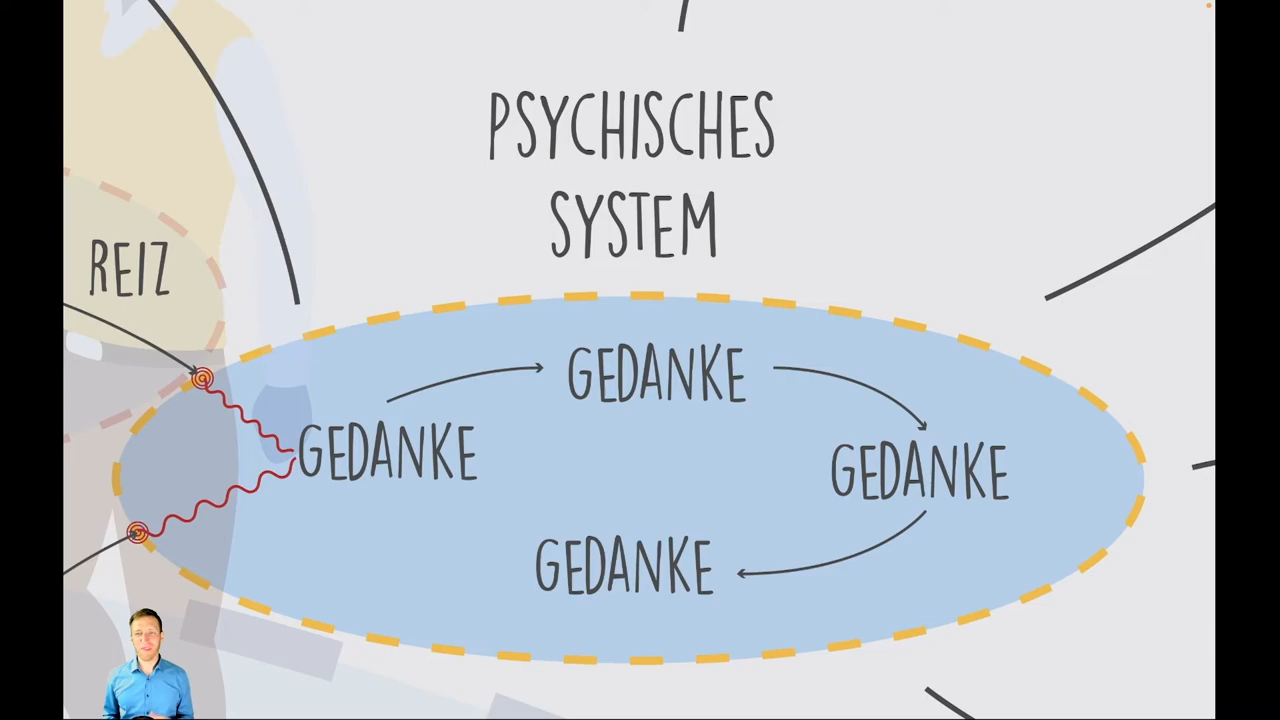 PSYCHISCHES
SYSTEM
REIZ
GEDANKE
GEDANKE
GEDANKE
GEDANKE